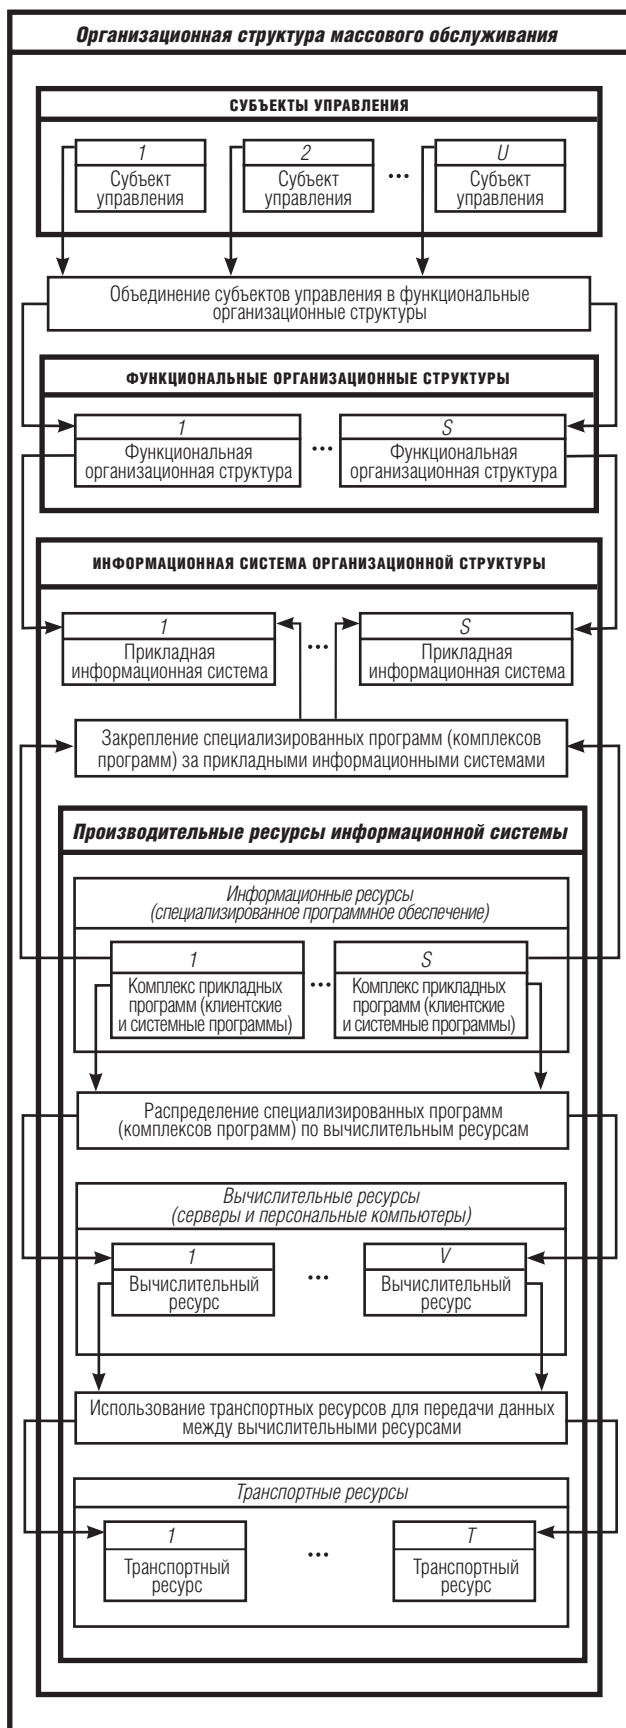 Организационная структура массового обслуживания
СУБЪЕКТЫ УПРАВЛЕНИЯ
1 2 ... U
Субъект Субъект Субъект
управления управления управления
Объединение субъектов управления в функциональные
организационные структуры
ФУНКЦИОНАЛЬНЫЕ ОРГАНИЗАЦИОННЫЕ СТРУКТУРЫ
1 ... S
Функциональная Функциональная
организационная структура организационная структура
ИНФОРМАЦИОННАЯ СИСТЕМА ОРГАНИЗАЦИОННОЙ СТРУКТУРЫ
1 ... S
Прикладная Прикладная
информационная система информационная система
Закрепление специализированных программ (комплексов
программ) за прикладными информационными системами
Производительные ресурсы информационной системы
Информационные ресурсы
(специализированное программное обеспечение)
1 ... S
Комплекс прикладных Комплекс прикладных
программ (клиентские программ (клиентские
и системные программы) и системные программы)
Распределение специализированных программ
(комплексов программ) по вычислительным ресурсам
Вычислительные ресурсы
(серверы и персональные компьютеры)
1 ... V
Вычислительный Вычислительный
ресурс ресурс
Использование транспортных ресурсов для передачи данных
между вычислительными ресурсами
Транспортные ресурсы
1 ... T
Транспортный Транспортный
ресурс ресурс